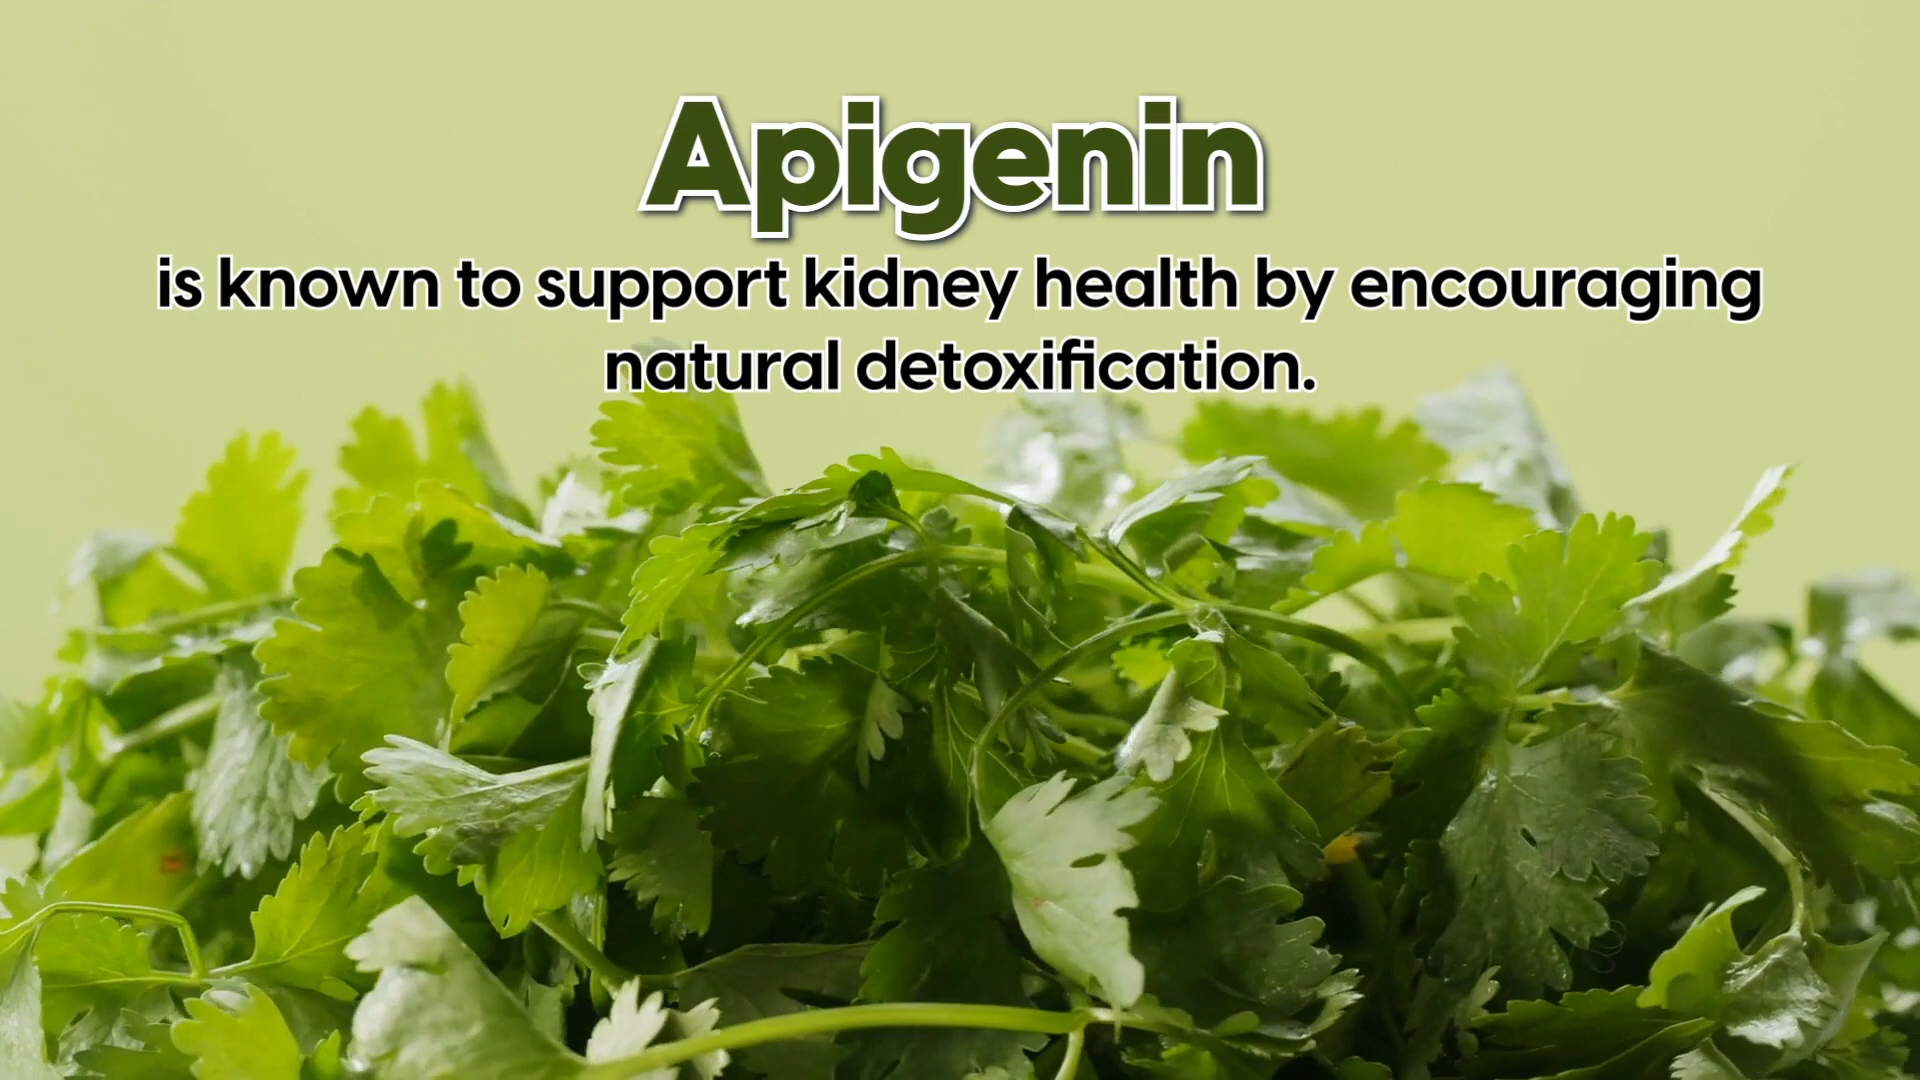 Apigenin
is known to support kidney health by encouraging
natural detoxification.